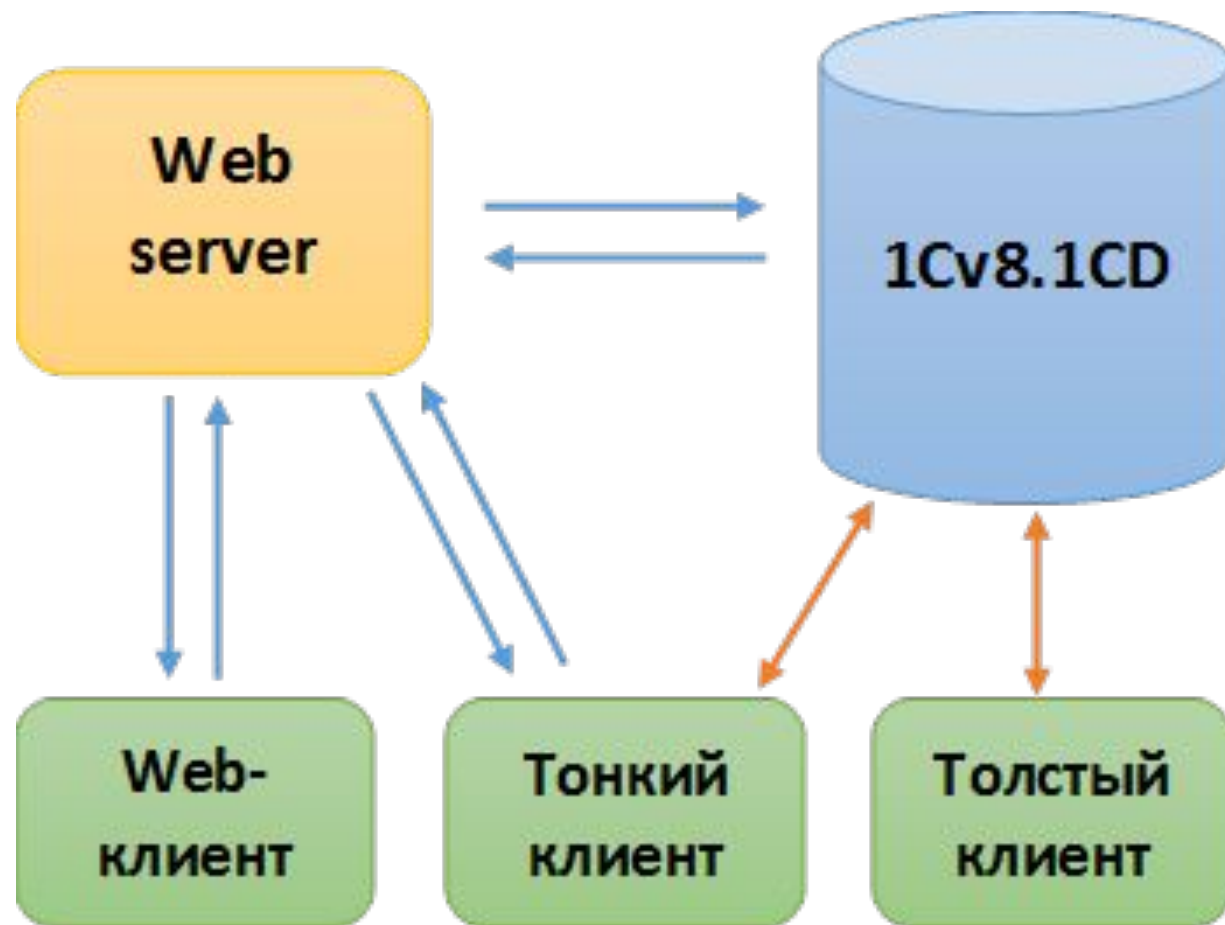 Web
server
1Cv8.1CD
Web-
клиент
Тонкий
клиент
Толстый
клиент